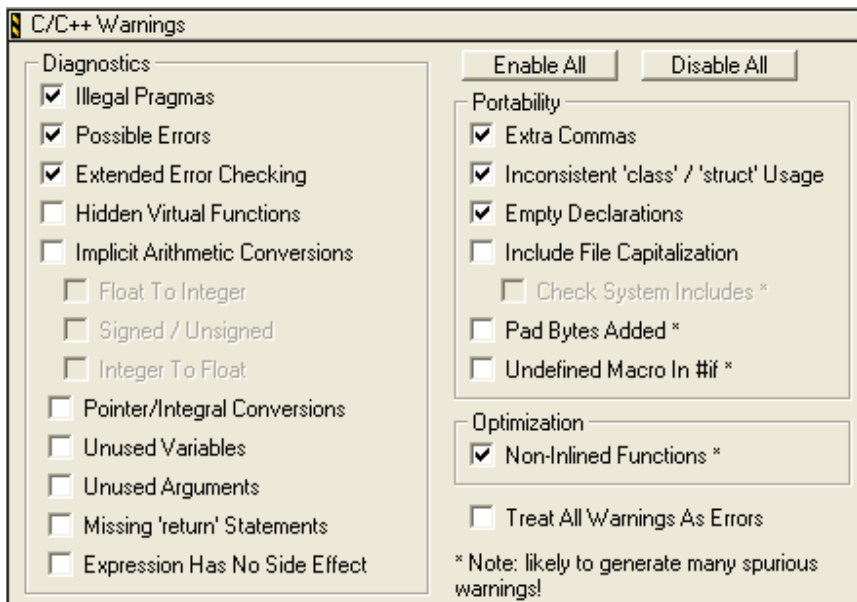 C/C++ Warnings
Diagnostics
Illegal Pragmas
Possible Errors
Extended Error Checking
Hidden Virtual Functions
Implicit Arithmetic Conversions
Float To Integer
Signed / Unsigned
Integer To Float
Pointer/Integral Conversions
Unused Variables
Unused Arguments
Missing 'return' Statements
Expression Has No Side Effect
Enable All
Disable All
Portability
Extra Commas
Inconsistent 'class' / 'struct' Usage
Empty Declarations
Include File Capitalization
Check System Includes *
Pad Bytes Added *
Undefined Macro In #if *
Optimization
Non-Inlined Functions *
Treat All Warnings As Errors
* Note: likely to generate many spurious
warnings!